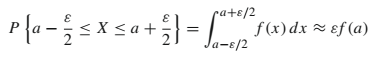 P{a − ε/2 ≤ X ≤ a + ε/2} = ∫_{a−ε/2}^{a+ε/2} f(x) dx ≈ εf(a)